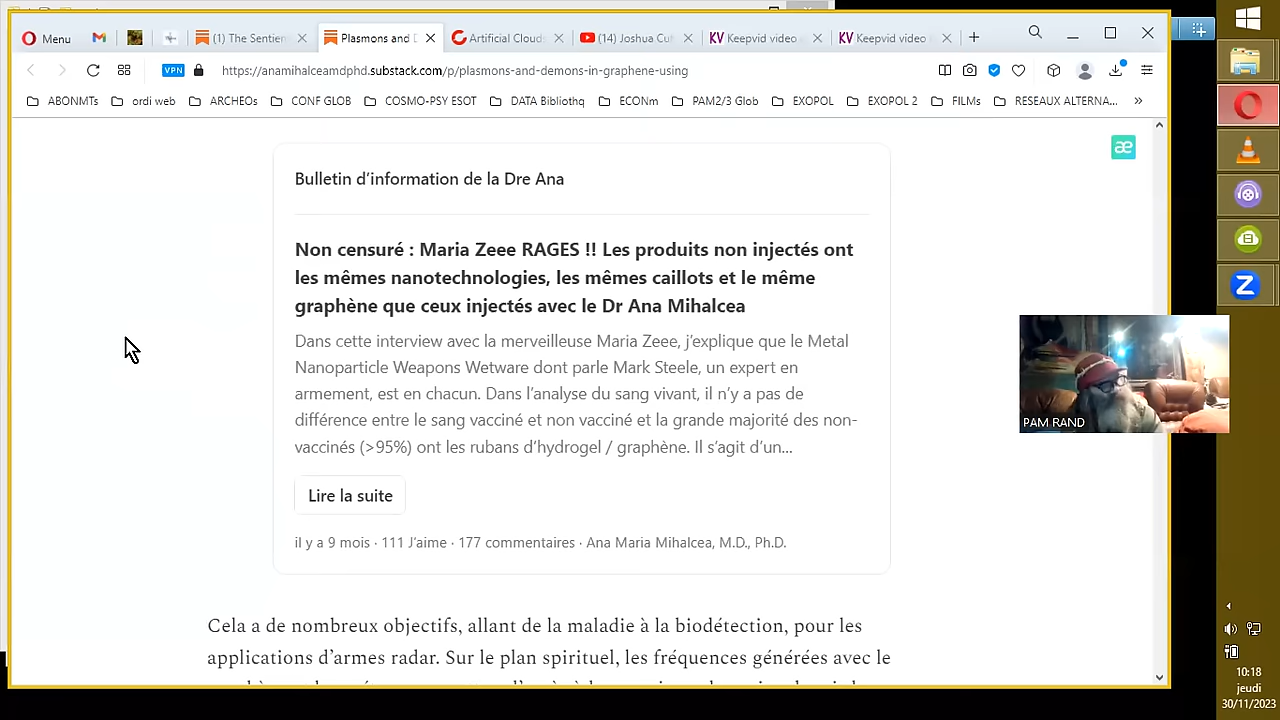 Menu
(1) The Sentien
Plasmons and D
Artificial Clouds
(14) Joshua Cut
Keepvid video
Keepvid video
VPN
https://anamihalceamdphd.substack.com/p/plasmons-and-demons-in-graphene-using
ABONMTs
ordi web
ARCHEOs
CONF GLOB
COSMO-PSY ESOT
DATA Bibliothq
ECONm
PAM2/3 Glob
EXOPOL
EXOPOL 2
FILMs
RESEAUX ALTERNA...
æ
Bulletin d'information de la Dre Ana
Non censuré : Maria Zeee RAGES !! Les produits non injectés ont
les mêmes nanotechnologies, les mêmes caillots et le même
graphène que ceux injectés avec le Dr Ana Mihalcea
Dans cette interview avec la merveilleuse Maria Zeee, j'explique que le Metal
Nanoparticle Weapons Wetware dont parle Mark Steele, un expert en
armement, est en chacun. Dans l'analyse du sang vivant, il n'y a pas de
différence entre le sang vacciné et non vacciné et la grande majorité des non-
vaccinés (>95%) ont les rubans d'hydrogel / graphène. Il s'agit d'un...
Lire la suite
il y a 9 mois · 111 J'aime · 177 commentaires · Ana Maria Mihalcea, M.D., Ph.D.
Cela a de nombreux objectifs, allant de la maladie à la biodétection, pour les
applications d'armes radar. Sur le plan spirituel, les fréquences générées avec le
PAM RAND
10:18
jeudi
30/11/2023